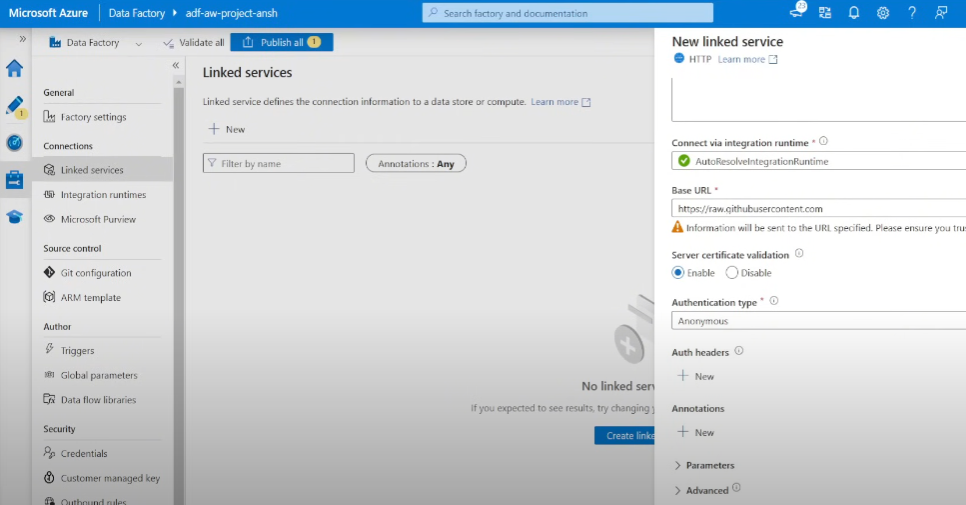 Microsoft Azure
Data Factory
adf-aw-project-ansh
Search factory and documentation
23
Data Factory
Validate all
Publish all
1
1
General
Factory settings
Connections
Linked services
Integration runtimes
Microsoft Purview
Source control
Git configuration
ARM template
Author
Triggers
Global parameters
Data flow libraries
Security
Credentials
Customer managed key
Outbound rules
Linked services
Linked service defines the connection information to a data store or compute. Learn more
New
Filter by name
Annotations : Any
No linked
If you expected to see results, try changing
Create
New linked service
HTTP Learn more
Connect via integration runtime *
AutoResolveIntegrationRuntime
Base URL *
https://raw.githubusercontent.com
Information will be sent to the URL specified. Please ensure you
Server certificate validation
Enable
Disable
Authentication type *
Anonymous
Auth headers
New
Annotations
New
Parameters
Advanced